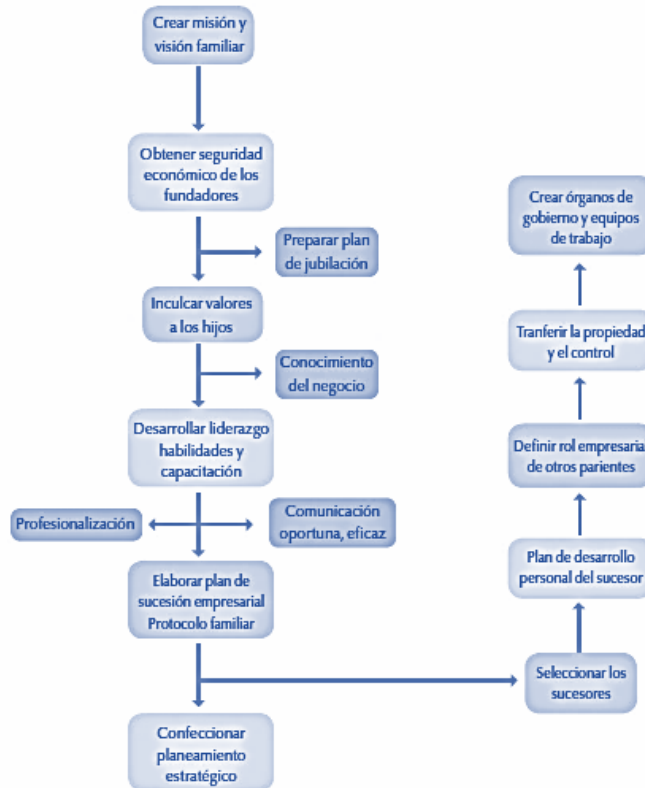 Crear misión y
visión familiar
Obtener seguridad
económico de los
fundadores
Preparar plan
de jubilación
Inculcar valores
a los hijos
Conocimiento
del negocio
Desarrollar liderazgo
habilidades y
capacitación
Profesionalización
Comunicación
oportuna, eficaz
Elaborar plan de
sucesión empresarial
Protocolo familiar
Confeccionar
planeamiento
estratégico
Crear órganos de
gobierno y equipos
de trabajo
Tranferir la propiedad
y el control
Definir rol empresaria
de otros parientes
Plan de desarrollo
personal del sucesor
Seleccionar los
sucesores